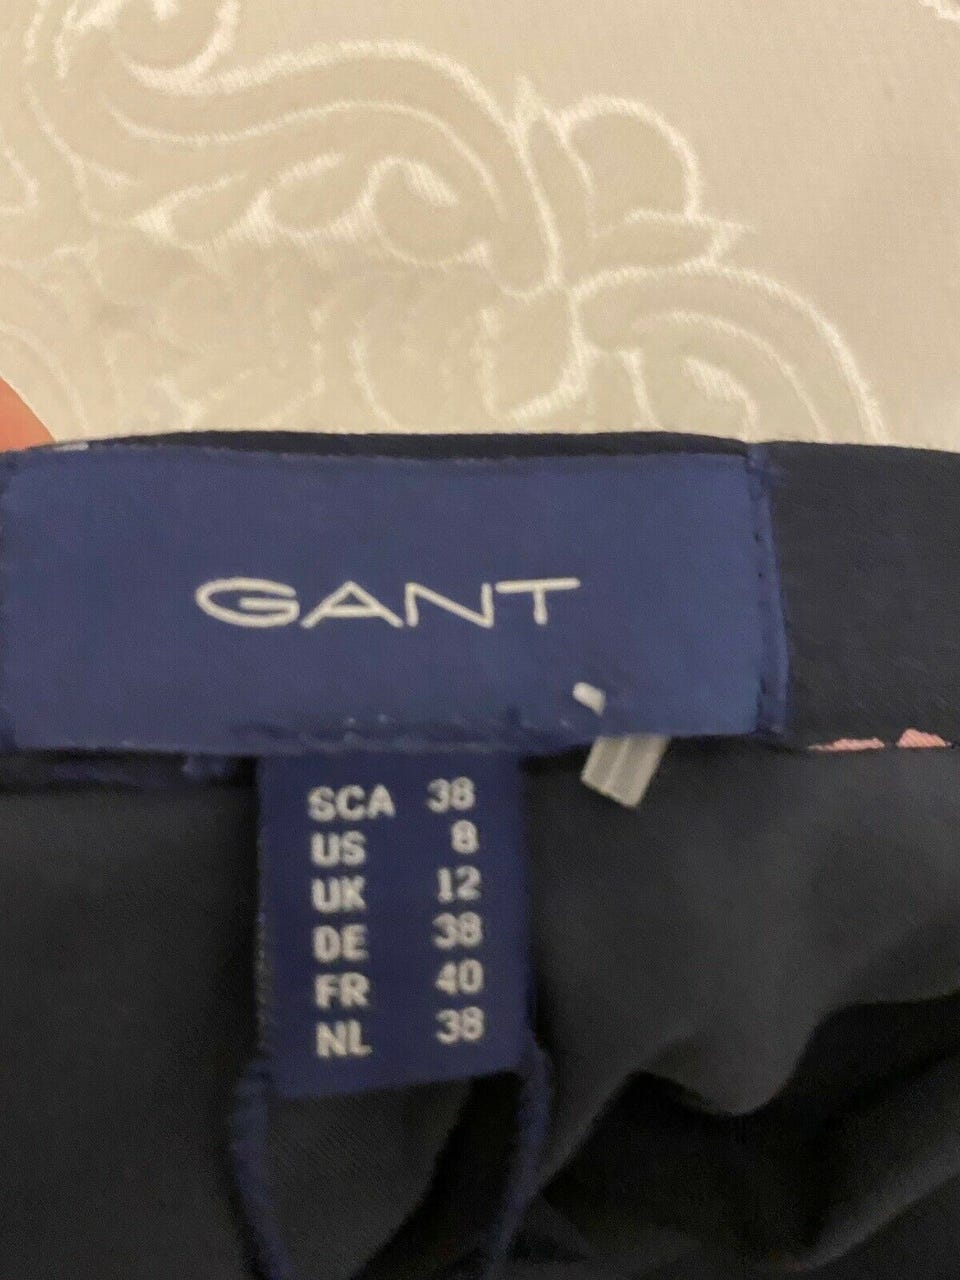 GANT
SCA 38
US 8
UK 12
DE 38
FR 40
NL 38